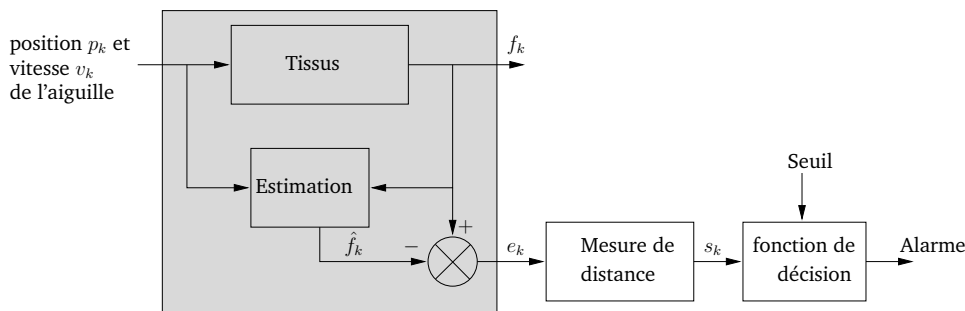 position p_k et
vitesse v_k
de l'aiguille
Tissus
f_k
Estimation
f̂_k
−
+
e_k
Mesure de
distance
s_k
Seuil
fonction de
décision
Alarme